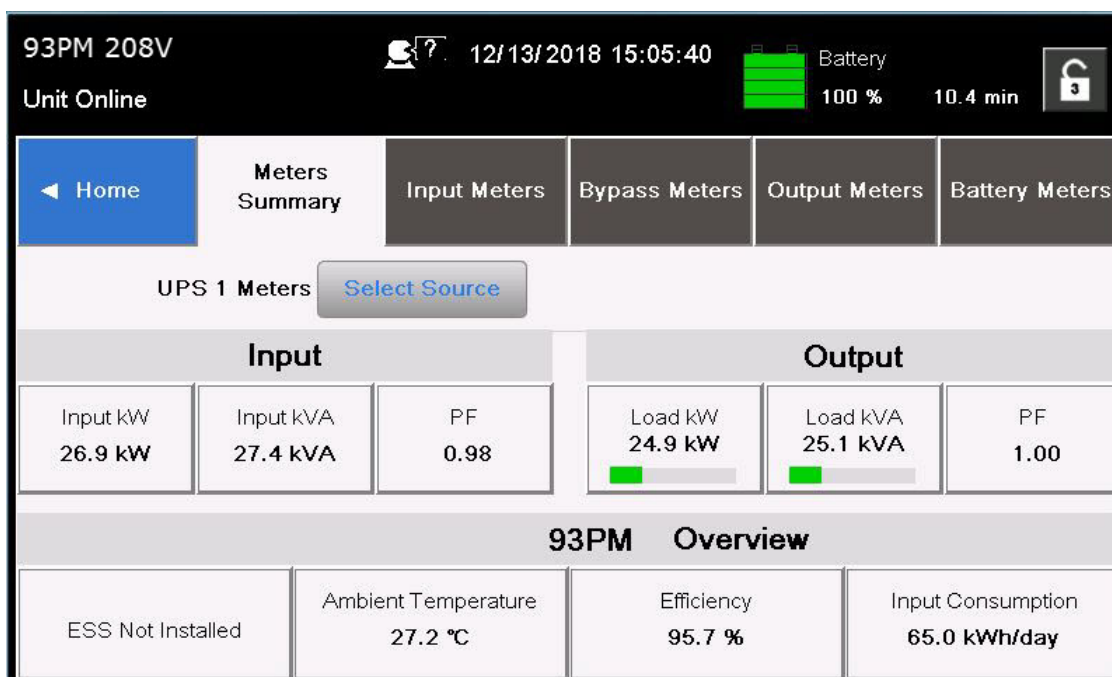 93PM 208V
? 12/13/2018 15:05:40
Battery
Unit Online
100 % 10.4 min
3
◄ Home
Meters
Summary
Input Meters
Bypass Meters
Output Meters
Battery Meters
UPS 1 Meters Select Source
Input
Output
Input kW
26.9 kW
Input kVA
27.4 kVA
PF
0.98
Load kW
24.9 kW
Load kVA
25.1 kVA
PF
1.00
93PM Overview
ESS Not Installed
Ambient Temperature
27.2 °C
Efficiency
95.7 %
Input Consumption
65.0 kWh/day